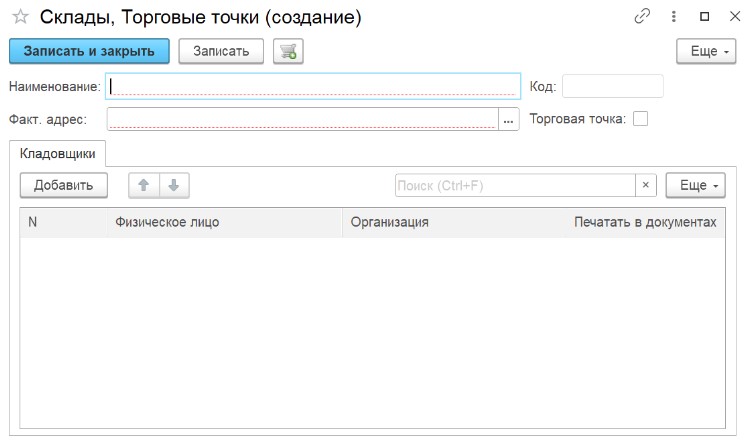 Склады, Торговые точки (создание)
Записать и закрыть Записать Еще
Наименование: Код:
Факт. адрес: ... Торговая точка:
Кладовщики
Добавить Поиск (Ctrl+F) × Еще
N Физическое лицо Организация Печатать в документах